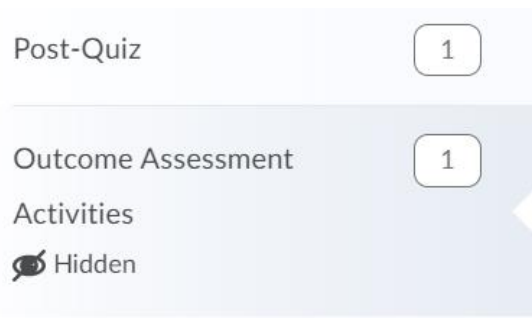 Post-Quiz 1
Outcome Assessment 1
Activities
Hidden